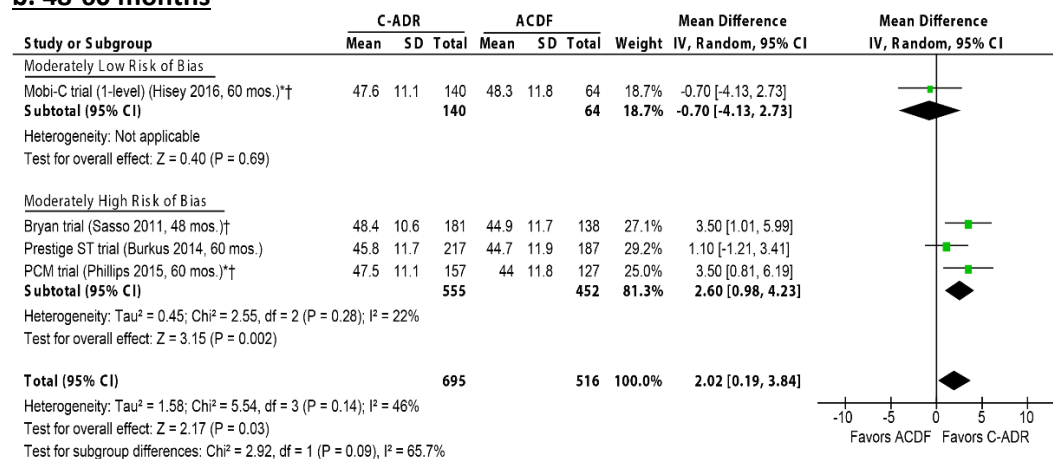 b. 48-60 months
C-ADR ACDF Mean Difference Mean Difference
Study or Subgroup Mean SD Total Mean SD Total Weight IV, Random, 95% CI IV, Random, 95% CI
Moderately Low Risk of Bias
Mobi-C trial (1-level) (Hisey 2016, 60 mos.)*† 47.6 11.1 140 48.3 11.8 64 18.7% -0.70 [-4.13, 2.73]
Subtotal (95% CI) 140 64 18.7% -0.70 [-4.13, 2.73]
Heterogeneity: Not applicable
Test for overall effect: Z = 0.40 (P = 0.69)
Moderately High Risk of Bias
Bryan trial (Sasso 2011, 48 mos.)† 48.4 10.6 181 44.9 11.7 138 27.1% 3.50 [1.01, 5.99]
Prestige ST trial (Burkus 2014, 60 mos.) 45.8 11.7 217 44.7 11.9 187 29.2% 1.10 [-1.21, 3.41]
PCM trial (Phillips 2015, 60 mos.)*† 47.5 11.1 157 44 11.8 127 25.0% 3.50 [0.81, 6.19]
Subtotal (95% CI) 555 452 81.3% 2.60 [0.98, 4.23]
Heterogeneity: Tau² = 0.45; Chi² = 2.55, df = 2 (P = 0.28); I² = 22%
Test for overall effect: Z = 3.15 (P = 0.002)
Total (95% CI) 695 516 100.0% 2.02 [0.19, 3.84]
Heterogeneity: Tau² = 1.58; Chi² = 5.54, df = 3 (P = 0.14); I² = 46%
Test for overall effect: Z = 2.17 (P = 0.03)
Test for subgroup differences: Chi² = 2.92, df = 1 (P = 0.09), I² = 65.7%
-10 -5 0 5 10
Favors ACDF Favors C-ADR